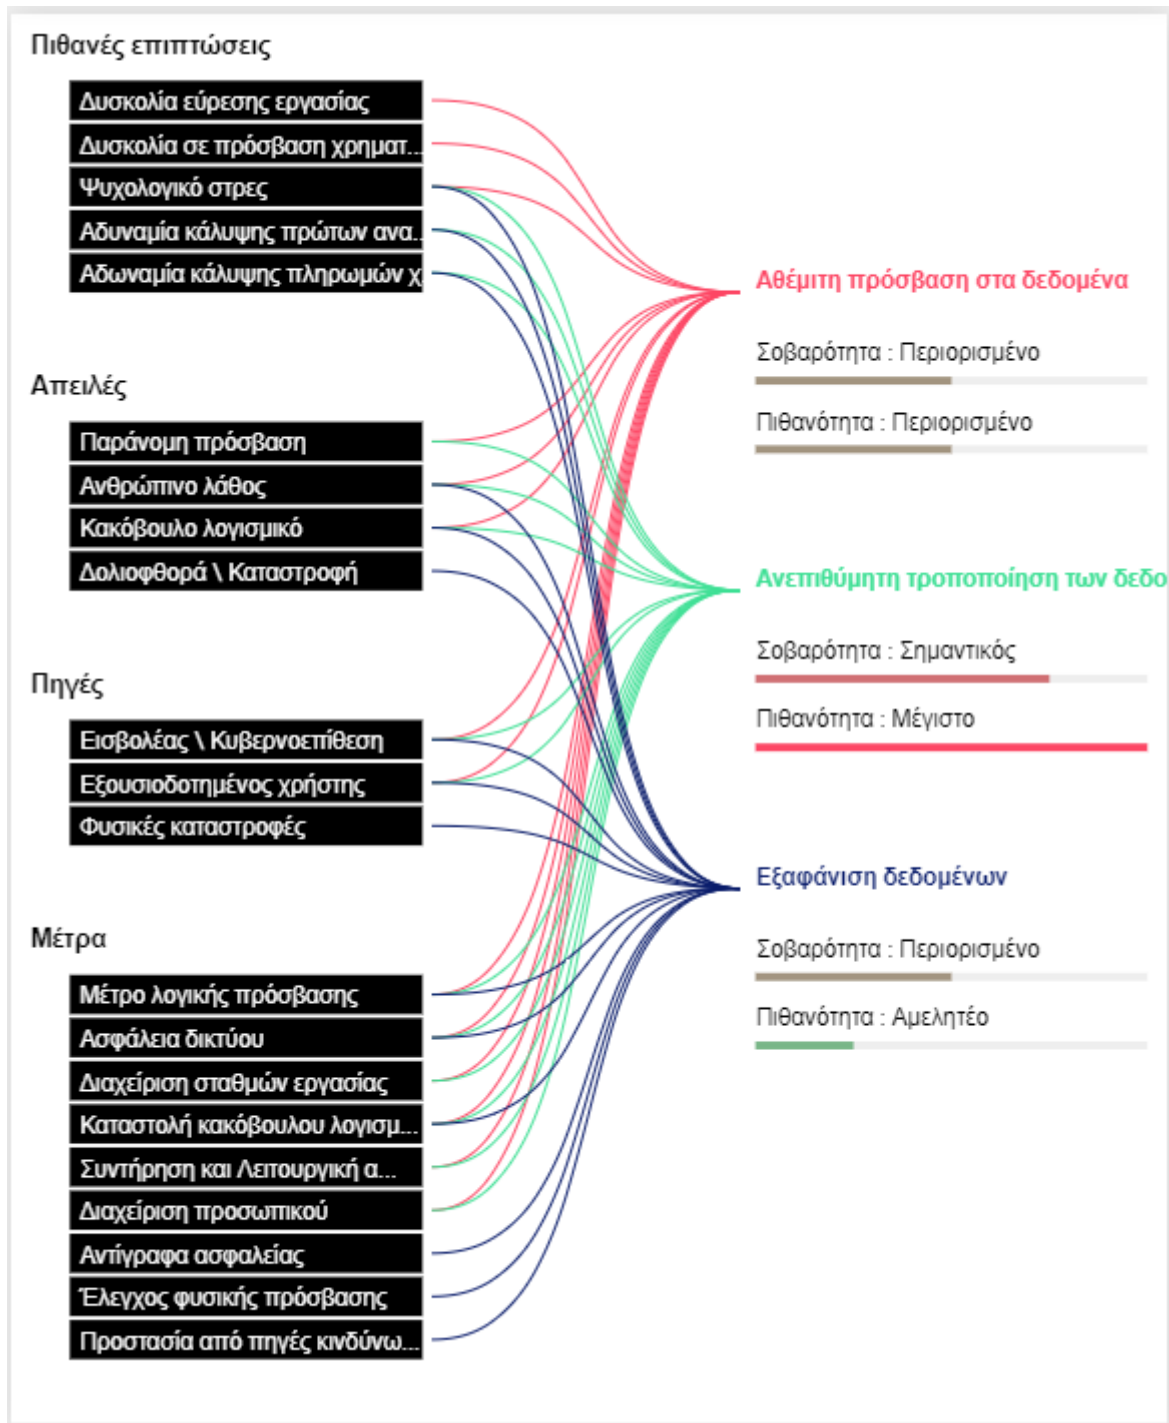 Πιθανές επιπτώσεις
Δυσκολία εύρεσης εργασίας
Δυσκολία σε πρόσβαση χρηματ...
Ψυχολογικό στρες
Αδυναμία κάλυψης πρώτων ανα...
Αδωναμία κάλυψης πληρωμών χ
Απειλές
Παράνομη πρόσβαση
Ανθρώπινο λάθος
Κακόβουλο λογισμικό
Δολιοφθορά \ Καταστροφή
Πηγές
Εισβολέας \ Κυβερνοεπίθεση
Εξουσιοδοτημένος χρήστης
Φυσικές καταστροφές
Μέτρα
Μέτρο λογικής πρόσβασης
Ασφάλεια δικτύου
Διαχείριση σταθμών εργασίας
Καταστολή κακόβουλου λογισμ...
Συντήρηση και Λειτουργική α...
Διαχείριση προσωπικού
Αντίγραφα ασφαλείας
Έλεγχος φυσικής πρόσβασης
Προστασία από πηγές κινδύνω...
Αθέμιτη πρόσβαση στα δεδομένα
Σοβαρότητα : Περιορισμένο
Πιθανότητα : Περιορισμένο
Ανεπιθύμητη τροποποίηση των δεδο
Σοβαρότητα : Σημαντικός
Πιθανότητα : Μέγιστο
Εξαφάνιση δεδομένων
Σοβαρότητα : Περιορισμένο
Πιθανότητα : Αμελητέο